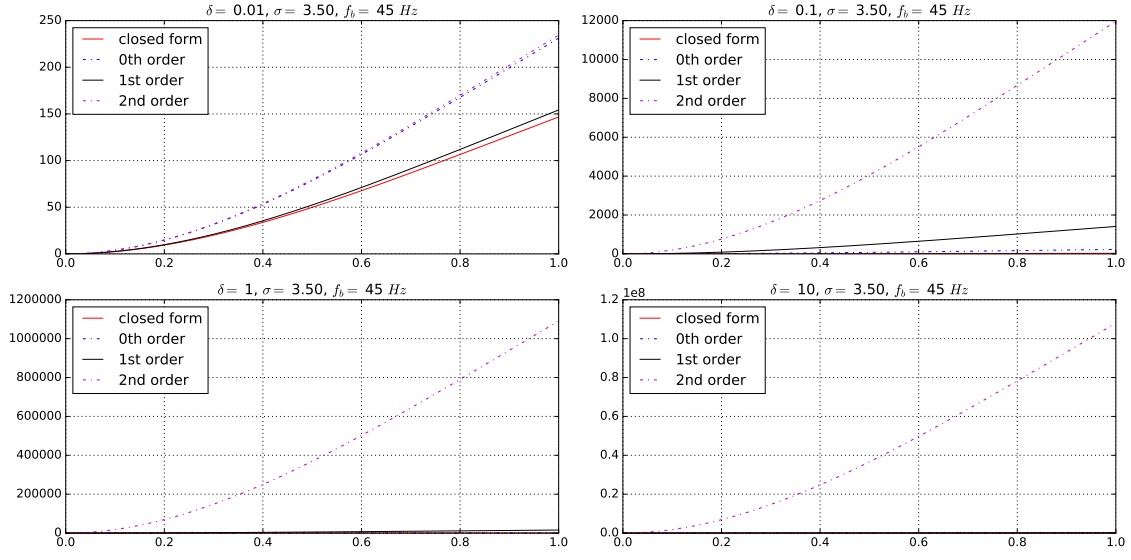 δ = 0.01, σ = 3.50, f_b = 45 Hz
closed form
0th order
1st order
2nd order
250
200
150
100
50
0
0.0 0.2 0.4 0.6 0.8 1.0
δ = 0.1, σ = 3.50, f_b = 45 Hz
closed form
0th order
1st order
2nd order
12000
10000
8000
6000
4000
2000
0
0.0 0.2 0.4 0.6 0.8 1.0
δ = 1, σ = 3.50, f_b = 45 Hz
closed form
0th order
1st order
2nd order
1200000
1000000
800000
600000
400000
200000
0
0.0 0.2 0.4 0.6 0.8 1.0
δ = 10, σ = 3.50, f_b = 45 Hz
1e8
closed form
0th order
1st order
2nd order
1.2
1.0
0.8
0.6
0.4
0.2
0.0
0.0 0.2 0.4 0.6 0.8 1.0